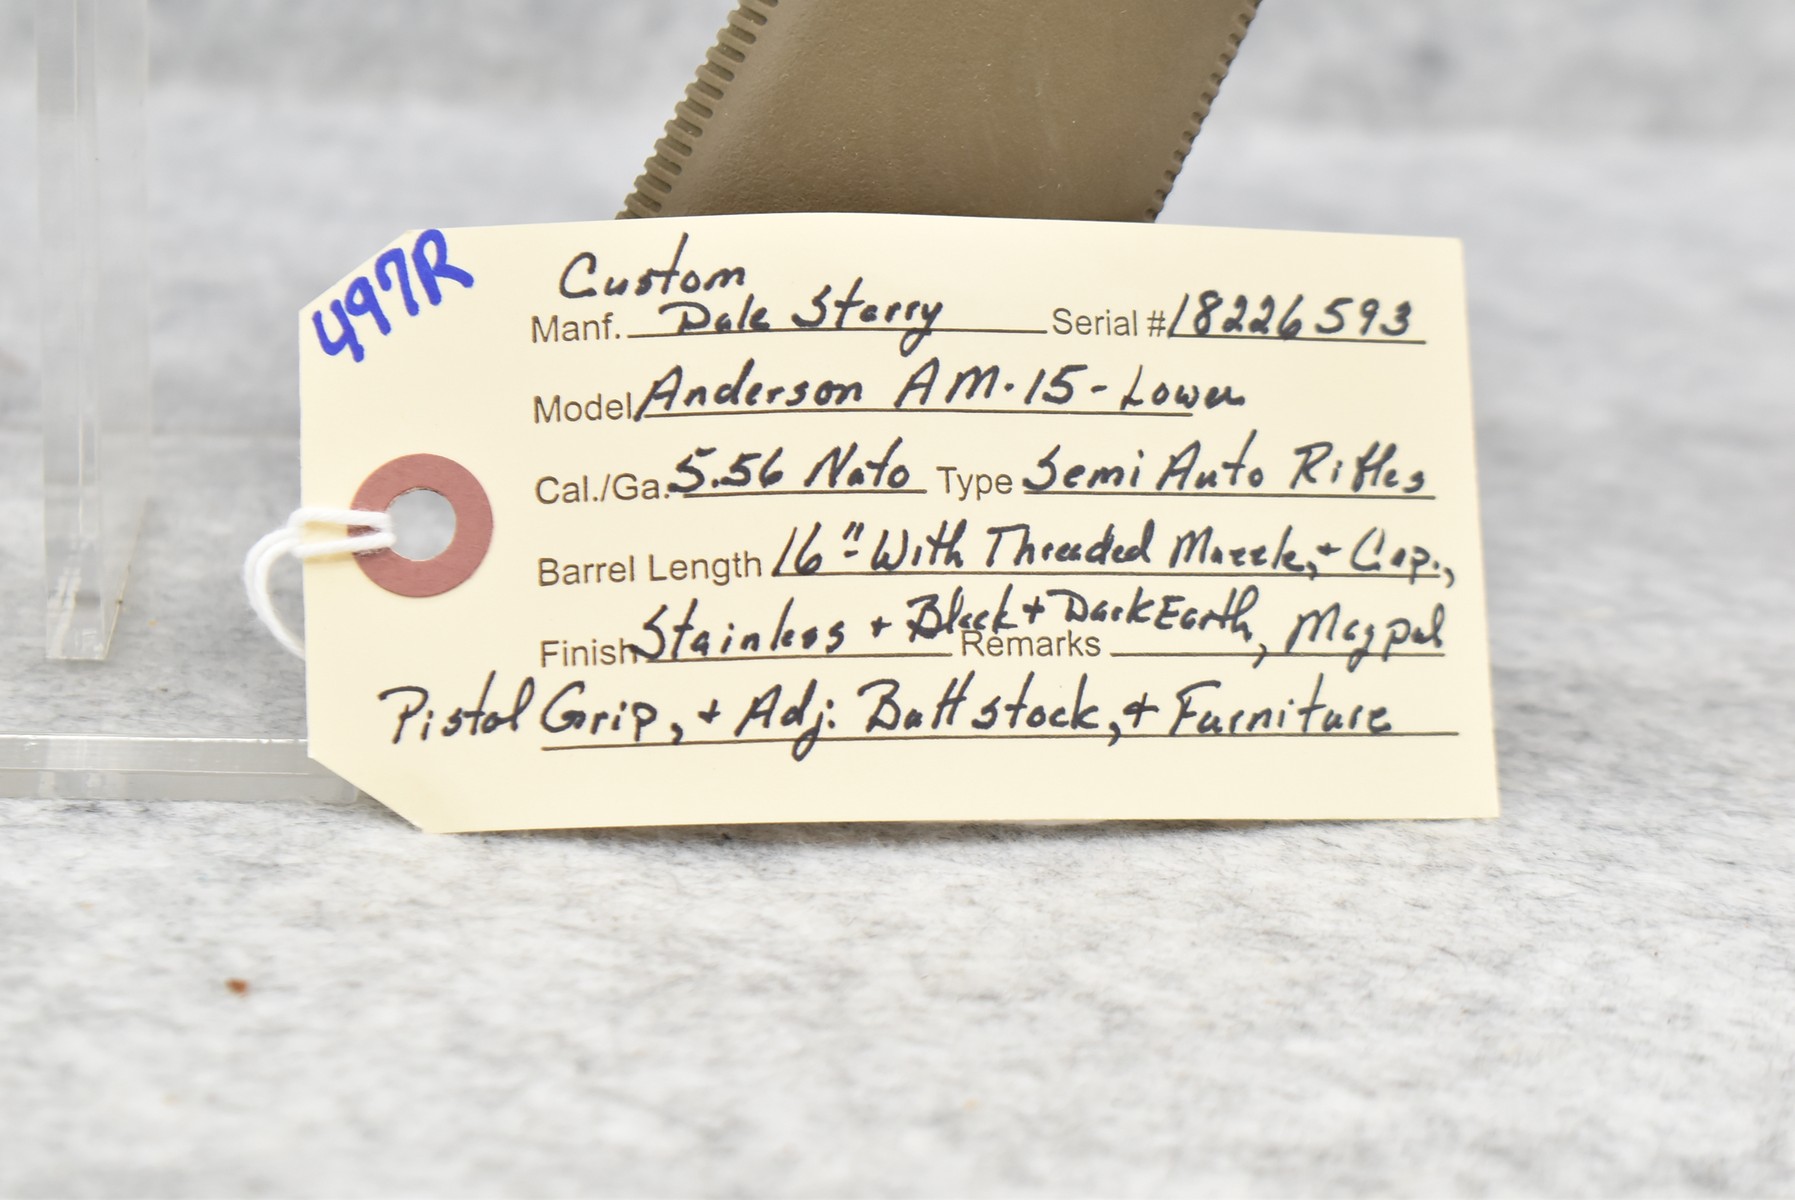 497R
Custom
Manf. Dale Starry Serial # 18226593
Model Anderson AM-15-Lower
Cal./Ga. 5.56 Nato Type Semi Auto Rifles
Barrel Length 16" With Threaded Muzzle, + Cap.,
Finish Stainless + Black + Dark Earth, Remarks Magpul
Pistol Grip, + Adj: Buttstock, + Furniture